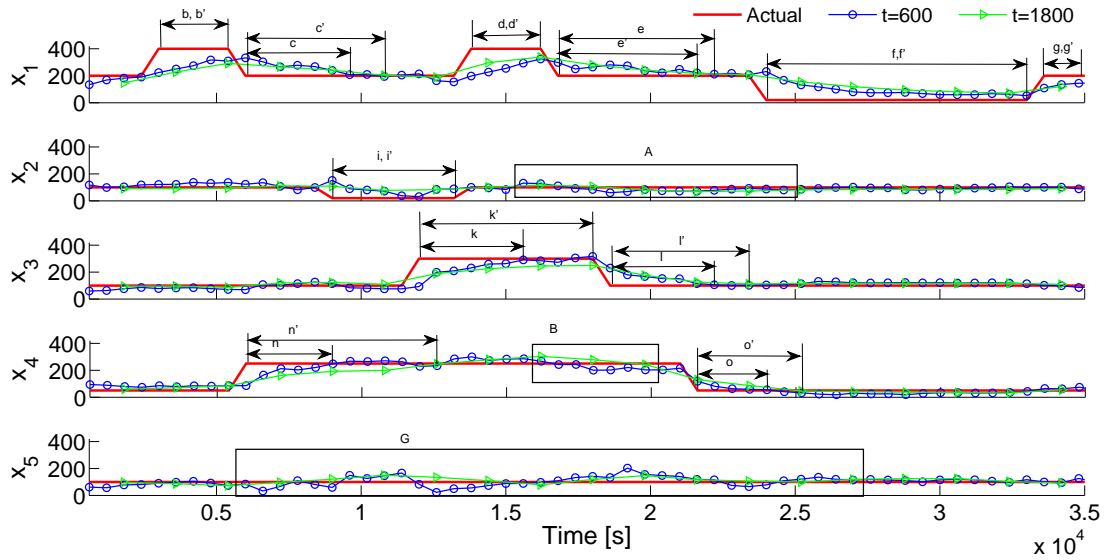 Actual t=600 t=1800
b, b' c' c d,d' e e' f,f' g,g'
x1 400 200 0
i, i' A
x2 400 200 0
k' k l' l
x3 400 200 0
n' n B o' o
x4 400 200 0
G
x5 400 200 0
0.5 1 1.5 2 2.5 3 3.5
Time [s]
x 10^4